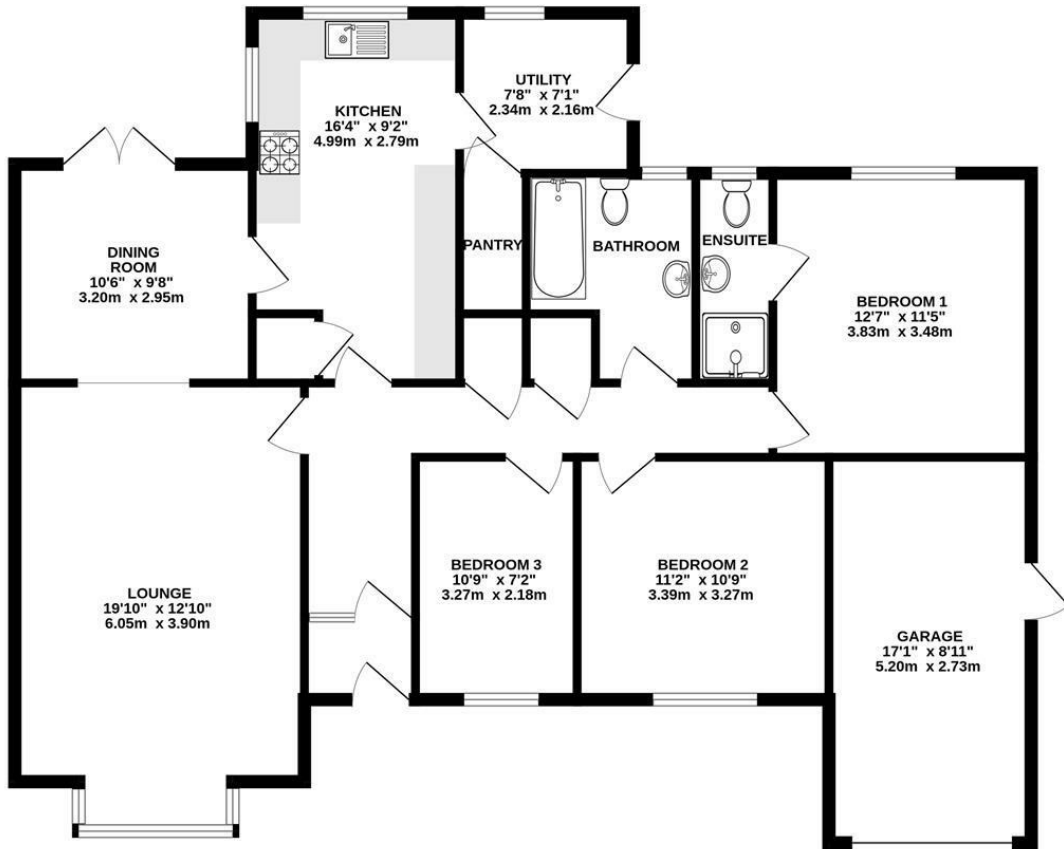 UTILITY
7'8" x 7'1"
2.34m x 2.16m
KITCHEN
16'4" x 9'2"
4.99m x 2.79m
DINING
ROOM
10'6" x 9'8"
3.20m x 2.95m
PANTRY
BATHROOM
ENSUITE
BEDROOM 1
12'7" x 11'5"
3.83m x 3.48m
LOUNGE
19'10" x 12'10"
6.05m x 3.90m
BEDROOM 3
10'9" x 7'2"
3.27m x 2.18m
BEDROOM 2
11'2" x 10'9"
3.39m x 3.27m
GARAGE
17'1" x 8'11"
5.20m x 2.73m